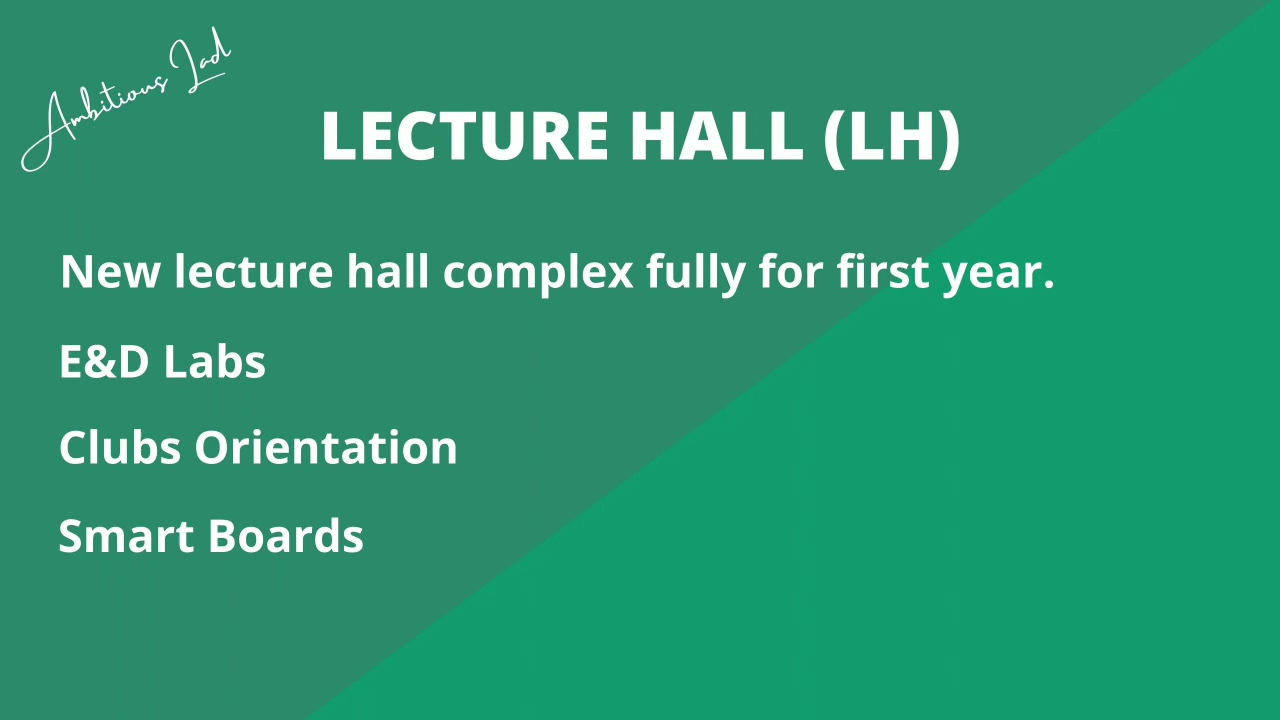 Ambitious Lad
LECTURE HALL (LH)
New lecture hall complex fully for first year.
E&D Labs
Clubs Orientation
Smart Boards